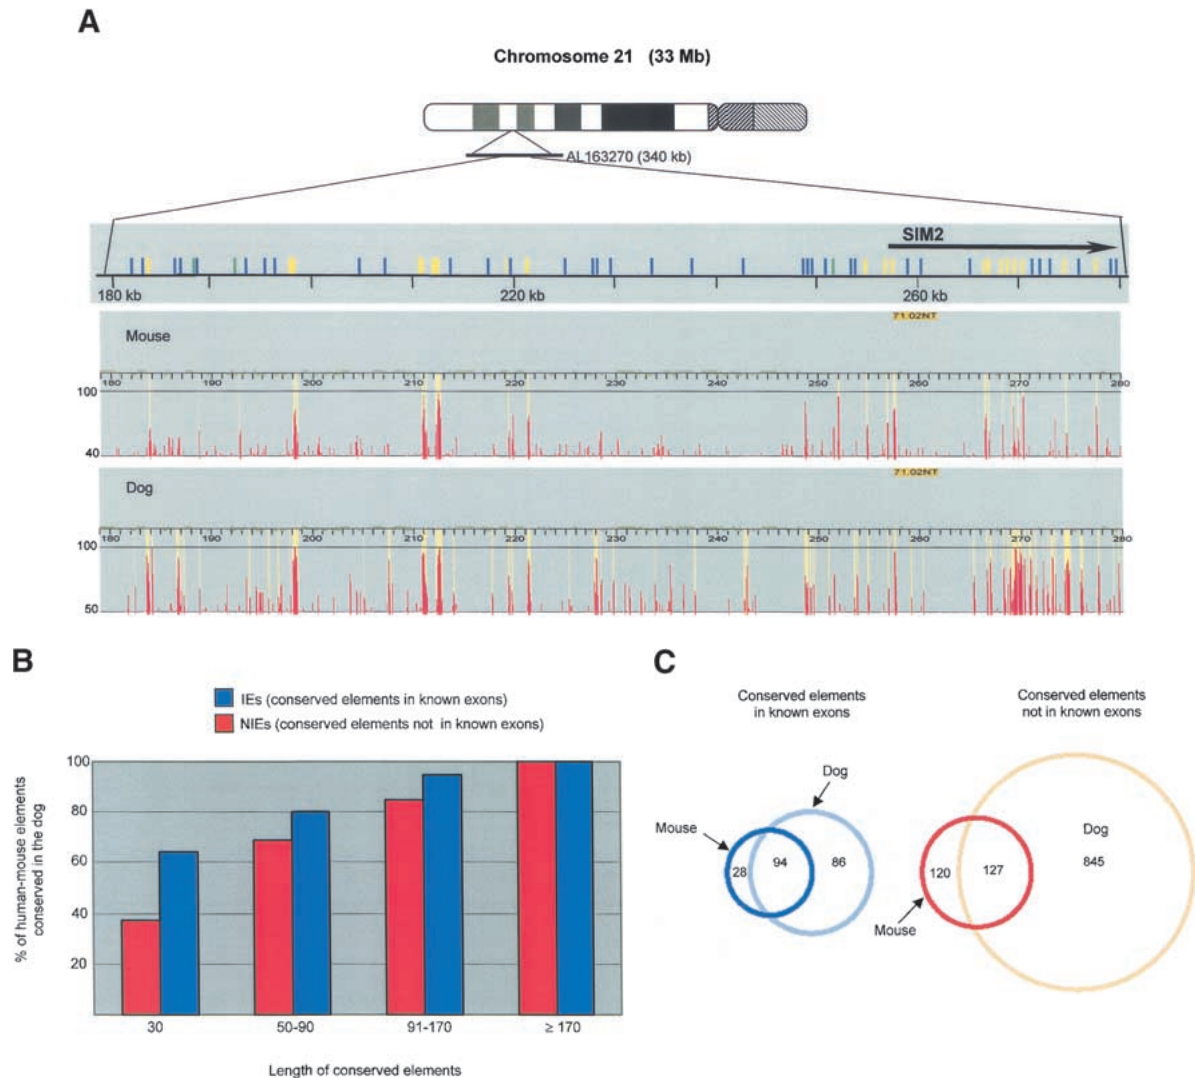 A
Chromosome 21 (33 Mb)
AL163270 (340 kb)
SIM2
180 kb
220 kb
260 kb
71.02NT
Mouse
180 190 200 210 220 230 240 250 260 270 280
100
40
71.02NT
Dog
180 190 200 210 220 230 240 250 260 270 280
100
50
B
IEs (conserved elements in known exons)
NIEs (conserved elements not in known exons)
% of human-mouse elements
conserved in the dog
100
80
60
40
20
30
50-90
91-170
≥ 170
Length of conserved elements
C
Conserved elements
in known exons
Conserved elements
not in known exons
Dog
Mouse
28
94
86
Dog
845
120
127
Mouse